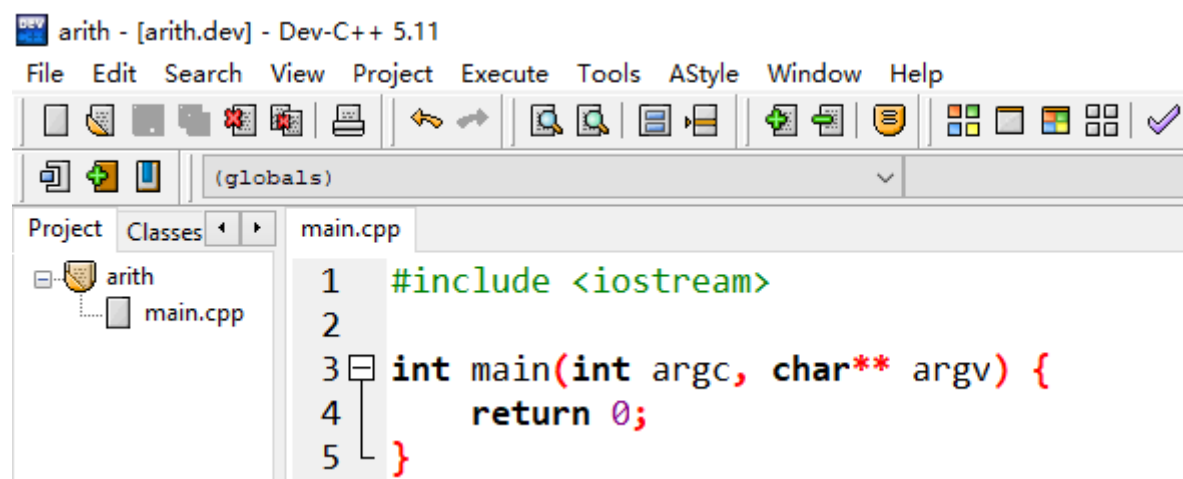 arith - [arith.dev] - Dev-C++ 5.11
File Edit Search View Project Execute Tools AStyle Window Help
(globals)
Project Classes main.cpp
arith
main.cpp
1 #include <iostream>
2
3 int main(int argc, char** argv) {
4 return 0;
5 }